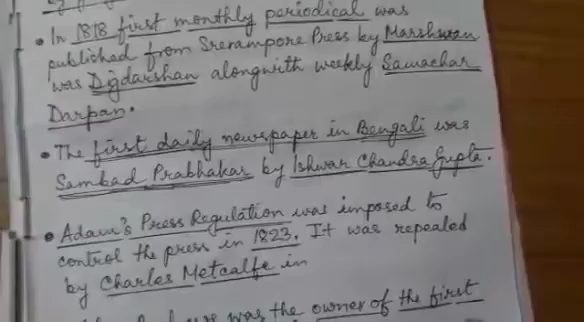 • In 1818 first monthly periodical was
published from Srerampore Press by Marshman
was Digdarshan alongwith weekly Samachar
Darpan.
• The first daily newspaper in Bengali was
Sambad Prabhakar by Ishwar Chandra Gupta.
• Adam's Press Regulation was imposed to
control the press in 1823. It was repealed
by Charles Metcalfe in
was the owner of the first